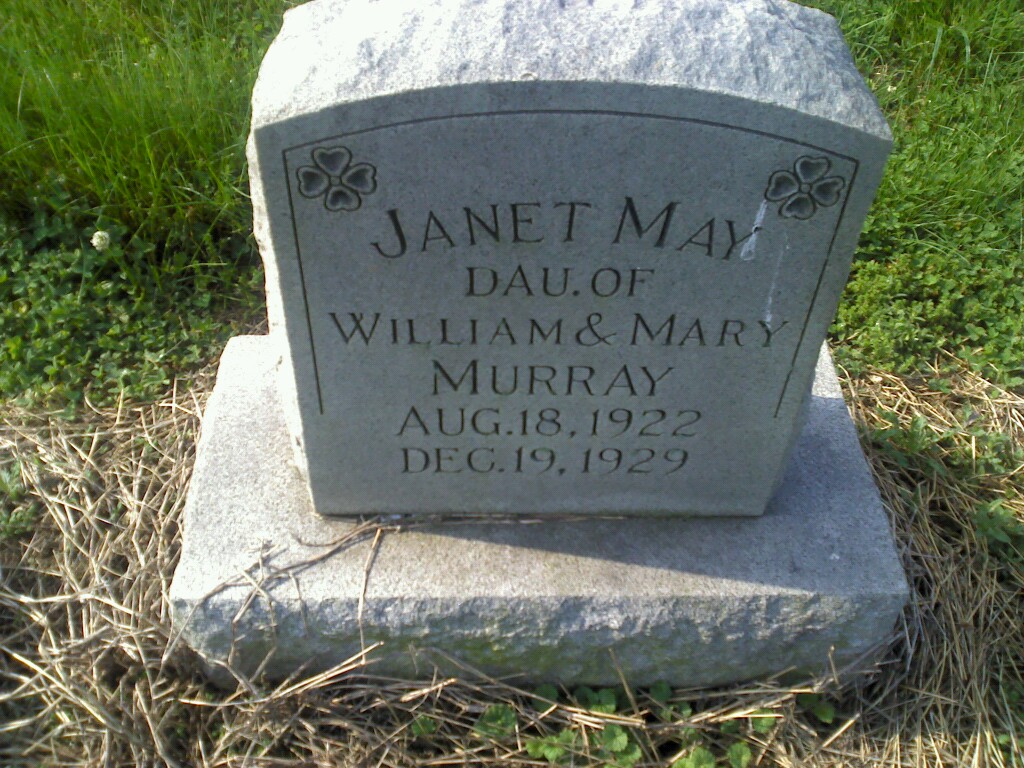 JANET MAY
DAU. OF
WILLIAM & MARY
MURRAY
AUG. 18, 1922
DEC. 19, 1929